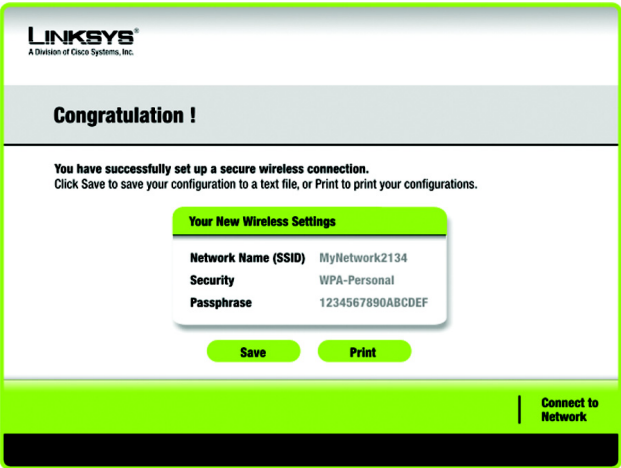 LINKSYS®
A Division of Cisco Systems, Inc.
Congratulation !
You have successfully set up a secure wireless connection.
Click Save to save your configuration to a text file, or Print to print your configurations.
Your New Wireless Settings
Network Name (SSID) MyNetwork2134
Security WPA-Personal
Passphrase 1234567890ABCDEF
Save Print
Connect to
Network